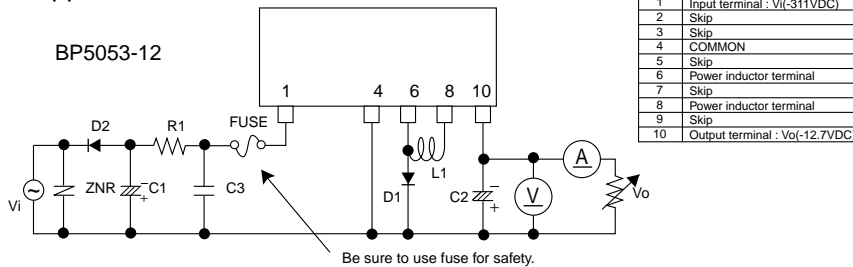 BP5053-12
1 4 6 8 10
D2 R1 FUSE
ZNR C1 C3
Vi
D1 L1 C2 V A Vo
Be sure to use fuse for safety.
1 Input terminal : Vi(-311VDC)
2 Skip
3 Skip
4 COMMON
5 Skip
6 Power inductor terminal
7 Skip
8 Power inductor terminal
9 Skip
10 Output terminal : Vo(-12.7VDC